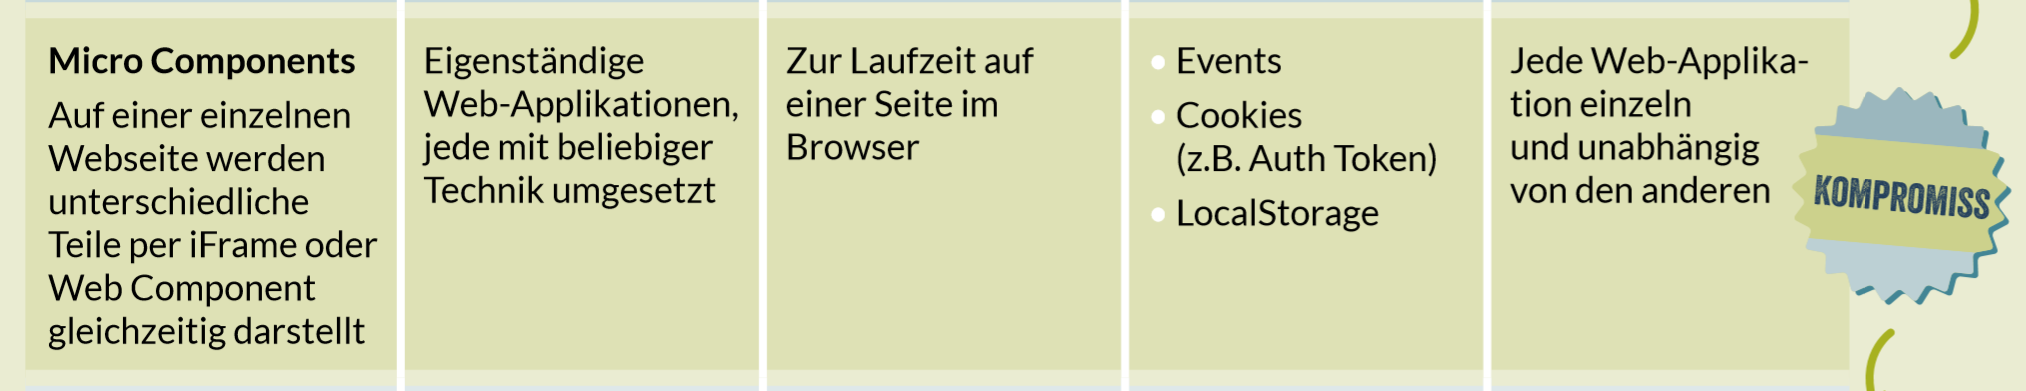 Micro Components
Auf einer einzelnen
Webseite werden
unterschiedliche
Teile per iFrame oder
Web Component
gleichzeitig darstellt
Eigenständige
Web-Applikationen,
jede mit beliebiger
Technik umgesetzt
Zur Laufzeit auf
einer Seite im
Browser
• Events
• Cookies
(z.B. Auth Token)
• LocalStorage
Jede Web-Applika-
tion einzeln
und unabhängig
von den anderen
KOMPROMISS